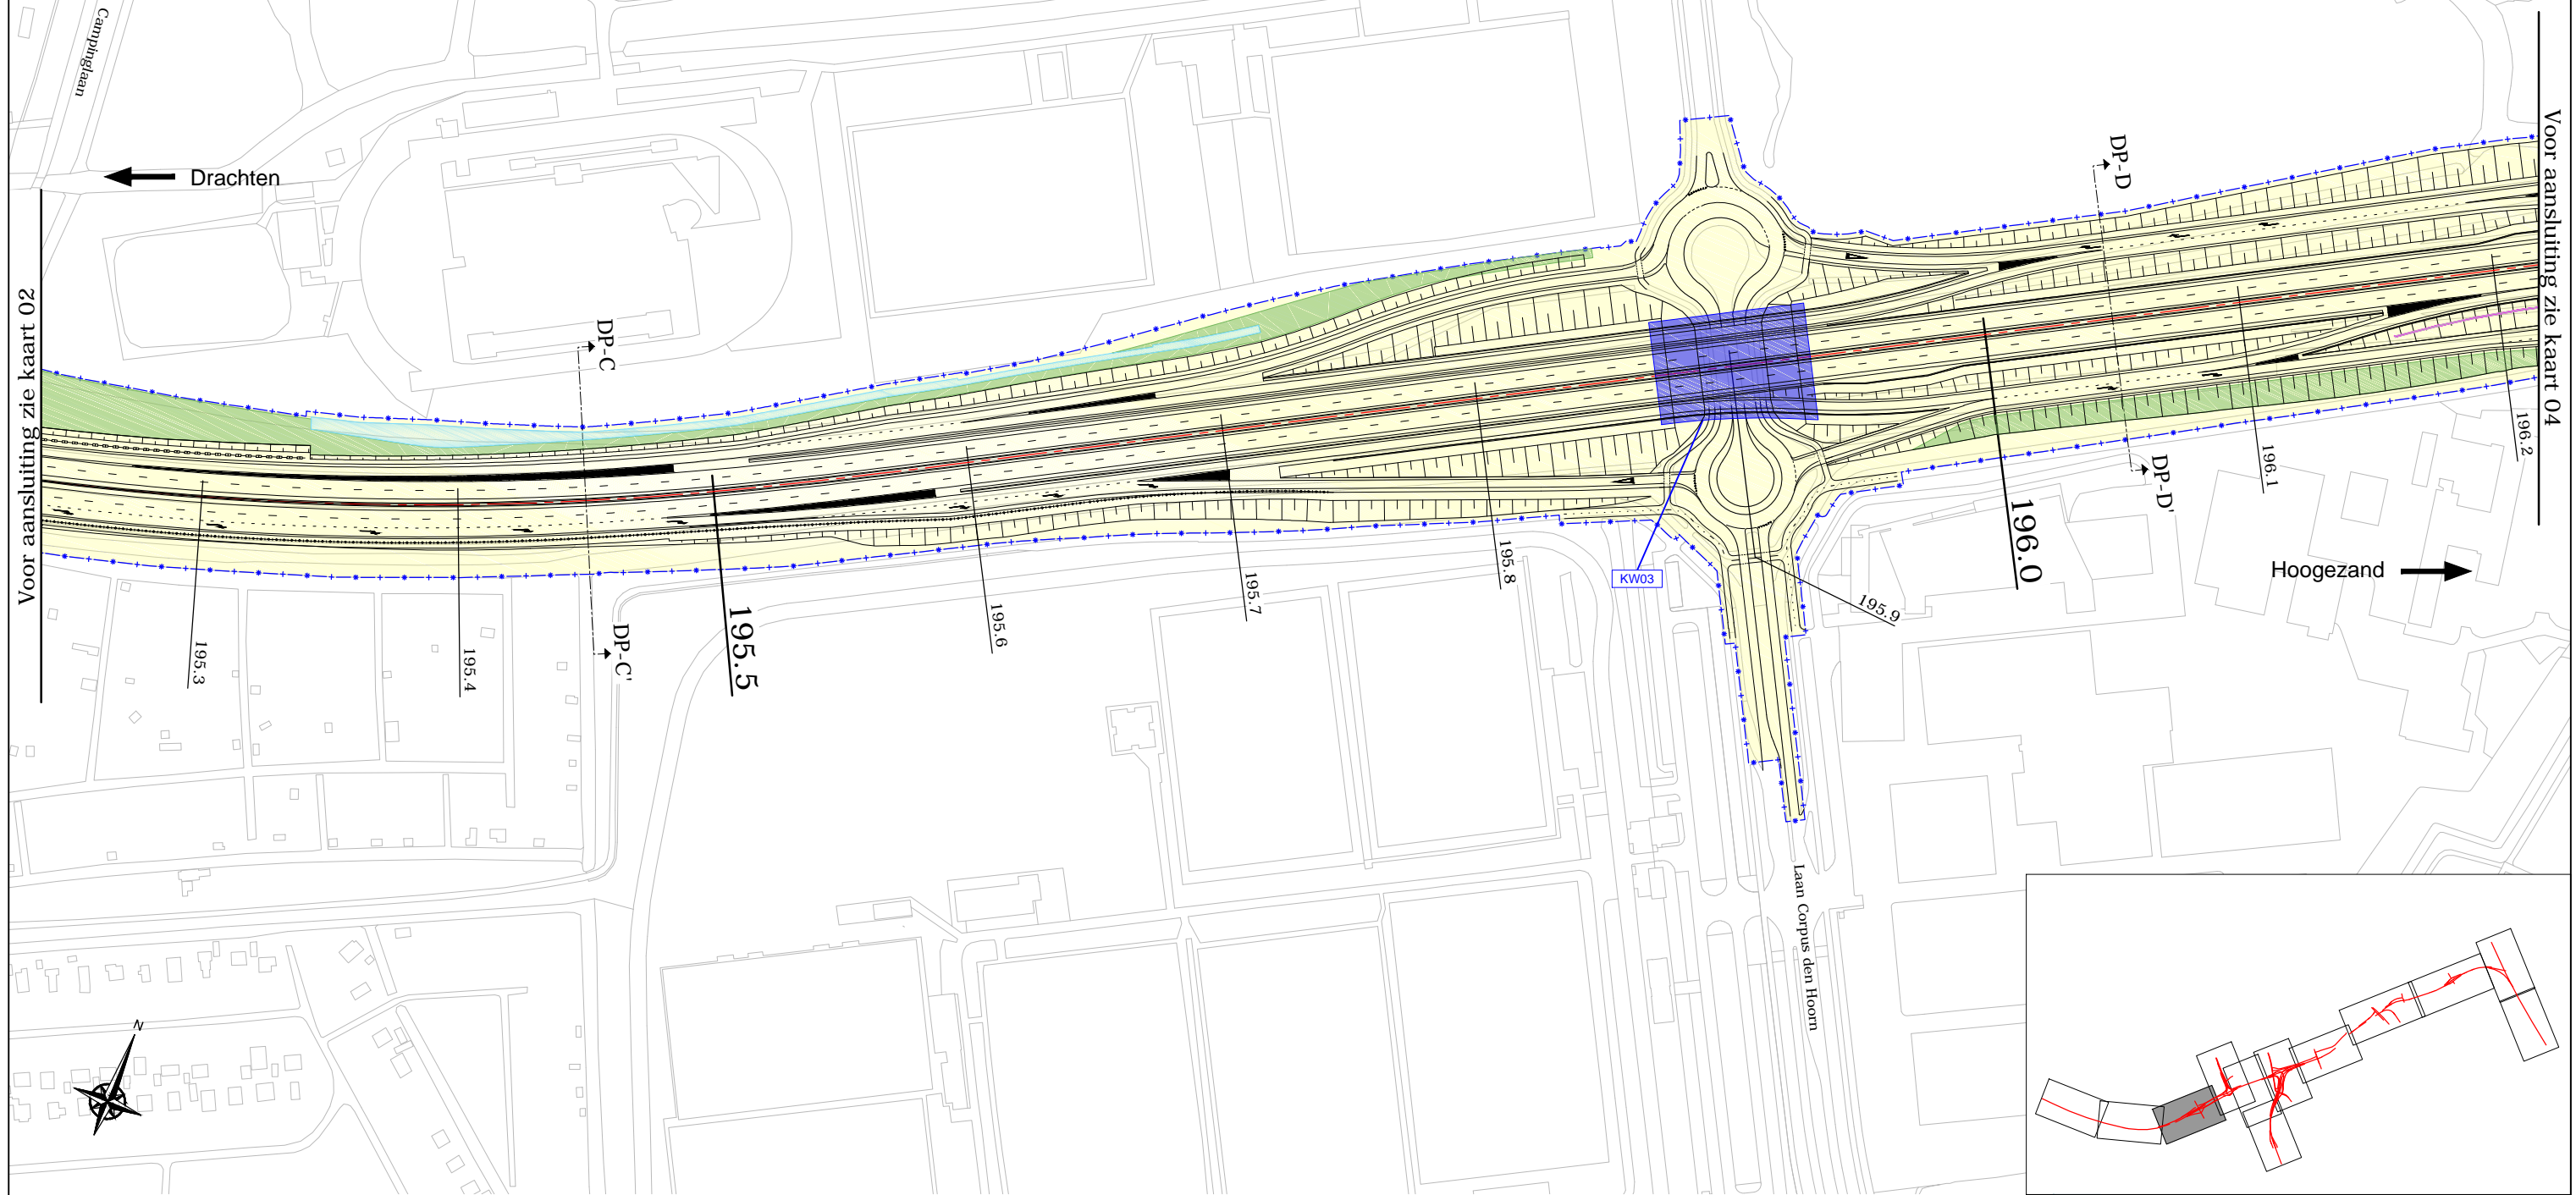 Campinglaan
Drachten
Voor aansluiting zie kaart 02
DP-C
DP-C'
DP-D
DP-D'
Voor aansluiting zie kaart 04
Hoogezand
195.3
195.4
195.5
195.6
195.7
195.8
KW03
195.9
196.0
196.1
196.2
Laan Corpus den Hoorn
N